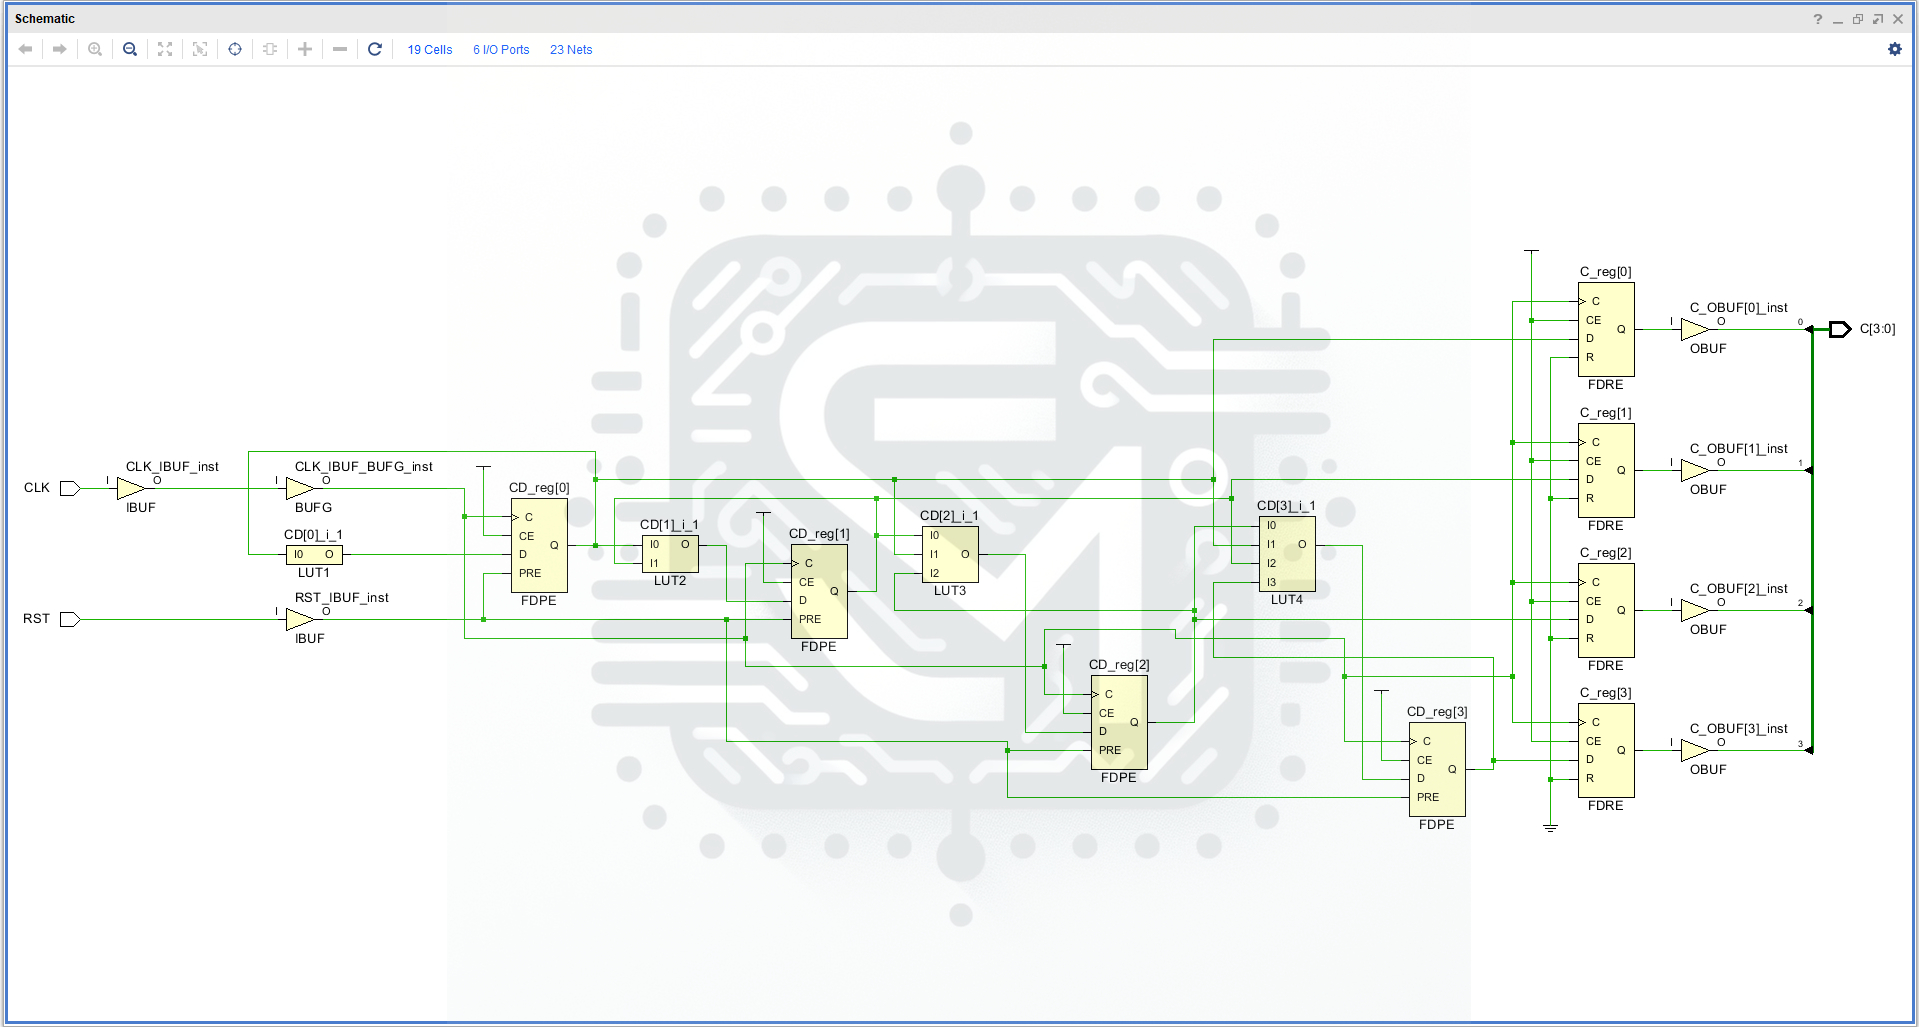 Schematic
19 Cells 6 I/O Ports 23 Nets
CLK
I
CLK_IBUF_inst
O
IBUF
I
CLK_IBUF_BUFG_inst
O
BUFG
CD[0]_i_1
I0 O
LUT1
RST
I
RST_IBUF_inst
O
IBUF
CD_reg[0]
C
CE
D
PRE
Q
FDPE
CD[1]_i_1
I0 O
I1
LUT2
CD_reg[1]
C
CE
D
PRE
Q
FDPE
CD[2]_i_1
I0
I1 O
I2
LUT3
CD_reg[2]
C
CE
D
PRE
Q
FDPE
CD[3]_i_1
I0
I1 O
I2
I3
LUT4
CD_reg[3]
C
CE
D
PRE
Q
FDPE
C_reg[0]
C
CE
D
R
Q
FDRE
I
C_OBUF[0]_inst
O
OBUF
0
C[3:0]
C_reg[1]
C
CE
D
R
Q
FDRE
I
C_OBUF[1]_inst
O
OBUF
1
C_reg[2]
C
CE
D
R
Q
FDRE
I
C_OBUF[2]_inst
O
OBUF
2
C_reg[3]
C
CE
D
R
Q
FDRE
I
C_OBUF[3]_inst
O
OBUF
3